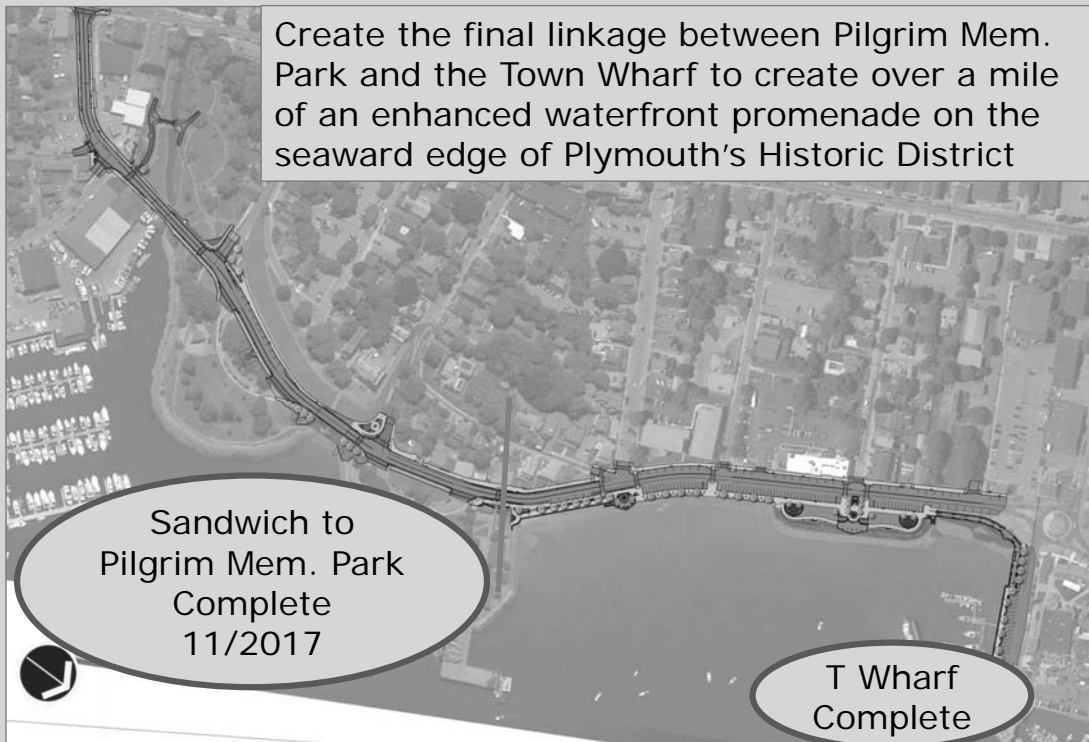 Create the final linkage between Pilgrim Mem.
Park and the Town Wharf to create over a mile
of an enhanced waterfront promenade on the
seaward edge of Plymouth's Historic District
Sandwich to
Pilgrim Mem. Park
Complete
11/2017
T Wharf
Complete